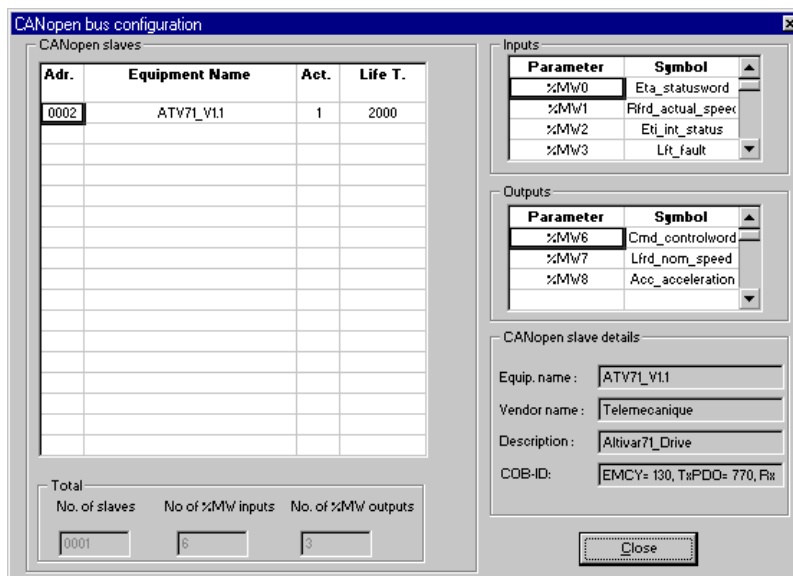 CANopen bus configuration
CANopen slaves
Adr. Equipment Name Act. Life T.
0002 ATV71_V1.1 1 2000
Total
No. of slaves No of %MW inputs No. of %MW outputs
0001 6 3
Inputs
Parameter Symbol
%MW0 Eta_statusword
%MW1 Rfrd_actual_speed
%MW2 Eti_int_status
%MW3 Lft_fault
Outputs
Parameter Symbol
%MW6 Cmd_controlword
%MW7 Lfrd_nom_speed
%MW8 Acc_acceleration
CANopen slave details
Equip. name : ATV71_V1.1
Vendor name : Telemecanique
Description : Altivar71_Drive
COB-ID: EMCY= 130, TxPDO= 770, Rx
Close